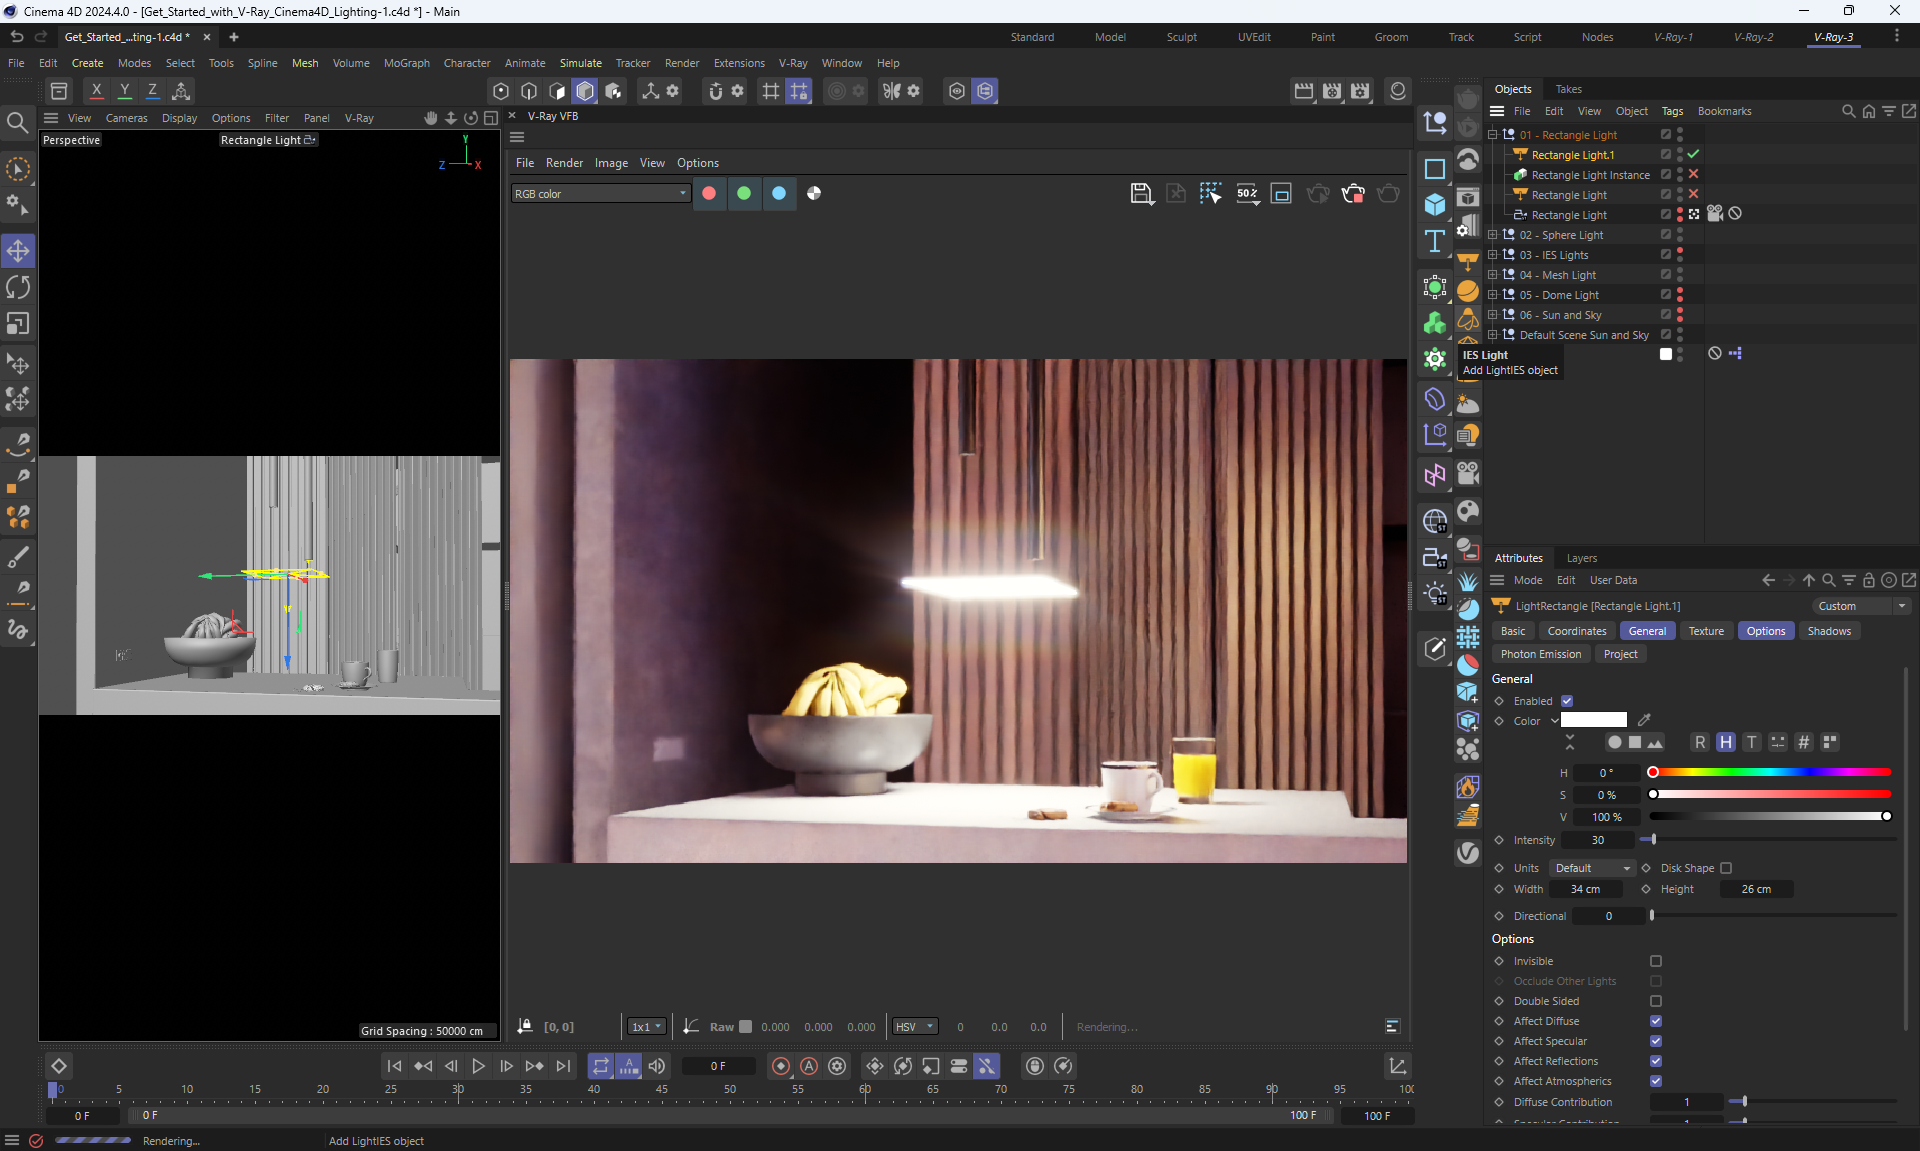 Cinema 4D 2024.4.0 - [Get_Started_with_V-Ray_Cinema4D_Lighting-1.c4d *] - Main
Get_Started_...ting-1.c4d *
Standard Model Sculpt UVEdit Paint Groom Track Script Nodes V-Ray-1 V-Ray-2 V-Ray-3
File Edit Create Modes Select Tools Spline Mesh Volume MoGraph Character Animate Simulate Tracker Render Extensions V-Ray Window Help
X Y Z
View Cameras Display Options Filter Panel V-Ray
Perspective
Rectangle Light
Y
Z X
Grid Spacing : 50000 cm
V-Ray VFB
File Render Image View Options
RGB color
50%
[0, 0]
1x1
Raw 0.000 0.000 0.000
HSV 0 0.0 0.0
Rendering...
Objects Takes
File Edit View Object Tags Bookmarks
01 - Rectangle Light
Rectangle Light.1
Rectangle Light Instance
Rectangle Light
Rectangle Light
02 - Sphere Light
03 - IES Lights
04 - Mesh Light
05 - Dome Light
06 - Sun and Sky
Default Scene Sun and Sky
IES Light
Add LightIES object
ST
ST
ST
Attributes Layers
Mode Edit User Data
LightRectangle [Rectangle Light.1]
Custom
Basic Coordinates General Texture Options Shadows
Photon Emission Project
General
Enabled
Color
R H T #
H 0 °
S 0 %
V 100 %
Intensity 30
Units Default Disk Shape
Width 34 cm Height 26 cm
Directional 0
Options
Invisible
Occlude Other Lights
Double Sided
Affect Diffuse
Affect Specular
Affect Reflections
Affect Atmospherics
Diffuse Contribution 1
Specular Contribution 1
A
0 F
A
0 5 10 15 20 25 30 35 40 45 50 55 60 65 70 75 80 85 90 95 100
0 F
0 F
100 F
100 F
Rendering...
Add LightIES object